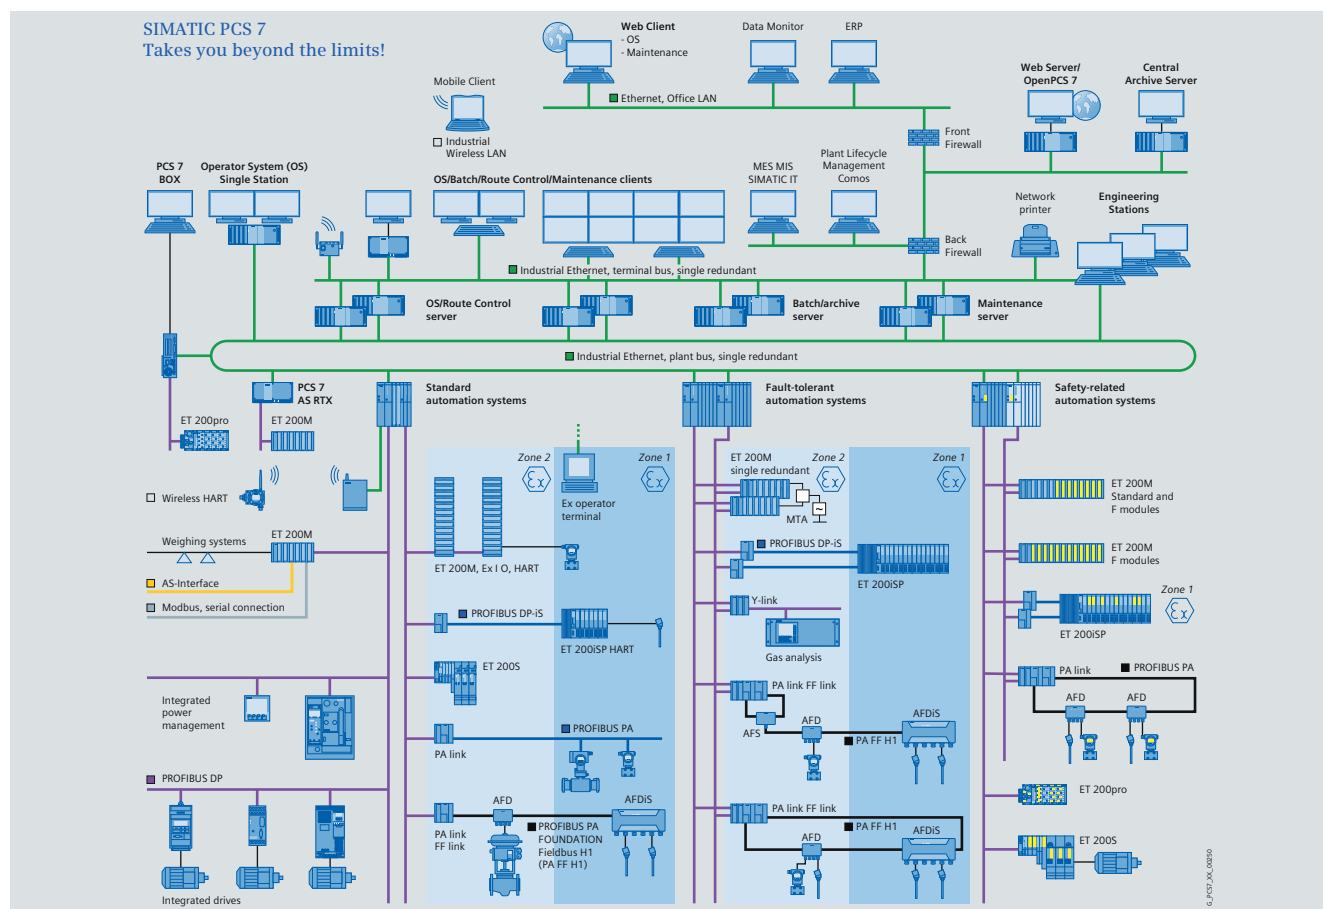 SIMATIC PCS 7
Takes you beyond the limits!
Web Client
- OS
- Maintenance
Data Monitor
ERP
Mobile Client
Ethernet, Office LAN
Web Server/
OpenPCS 7
Central
Archive Server
Industrial
Wireless LAN
Front
Firewall
PCS 7
BOX
Operator System (OS)
Single Station
OS/Batch/Route Control/Maintenance clients
MES MIS
SIMATIC IT
Plant Lifecycle
Management
Comos
Network
printer
Engineering
Stations
Back
Firewall
Industrial Ethernet, terminal bus, single redundant
OS/Route Control
server
Batch/archive
server
Maintenance
server
Industrial Ethernet, plant bus, single redundant
PCS 7
AS RTX
Standard
automation systems
Fault-tolerant
automation systems
Safety-related
automation systems
ET 200pro
ET 200M
Wireless HART
Zone 2
Zone 1
εx
Ex operator
terminal
ET 200M
single redundant
Zone 2
εx
Zone 1
εx
MTA
~
ET 200M
Standard and
F modules
Weighing systems
ET 200M
ET 200M, Ex I O, HART
PROFIBUS DP-iS
ET 200iSP
ET 200M
F modules
AS-Interface
Modbus, serial connection
PROFIBUS DP-iS
ET 200iSP HART
Y-link
Gas analysis
Zone 1
εx
ET 200iSP
ET 200S
Integrated
power
management
PROFIBUS PA
PA link
PA link FF link
AFS
AFD
AFDiS
PA FF H1
PA link
PROFIBUS PA
AFD
AFD
PROFIBUS DP
AFD
AFDiS
PA link
FF link
PROFIBUS PA
FOUNDATION
Fieldbus H1
(PA FF H1)
PA link FF link
PA FF H1
AFD
AFDiS
ET 200pro
ET 200S
Integrated drives
G_PCS7_XX_00250